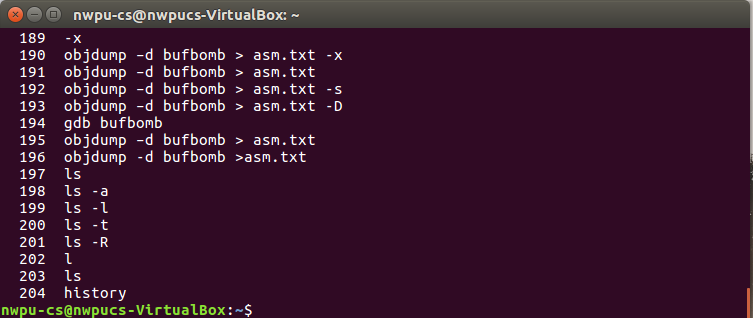 nwpu-cs@nwpucs-VirtualBox: ~
189 -x
190 objdump –d bufbomb > asm.txt -x
191 objdump –d bufbomb > asm.txt
192 objdump –d bufbomb > asm.txt -s
193 objdump –d bufbomb > asm.txt -D
194 gdb bufbomb
195 objdump –d bufbomb > asm.txt
196 objdump -d bufbomb >asm.txt
197 ls
198 ls -a
199 ls -l
200 ls -t
201 ls -R
202 l
203 ls
204 history
nwpu-cs@nwpucs-VirtualBox:~$